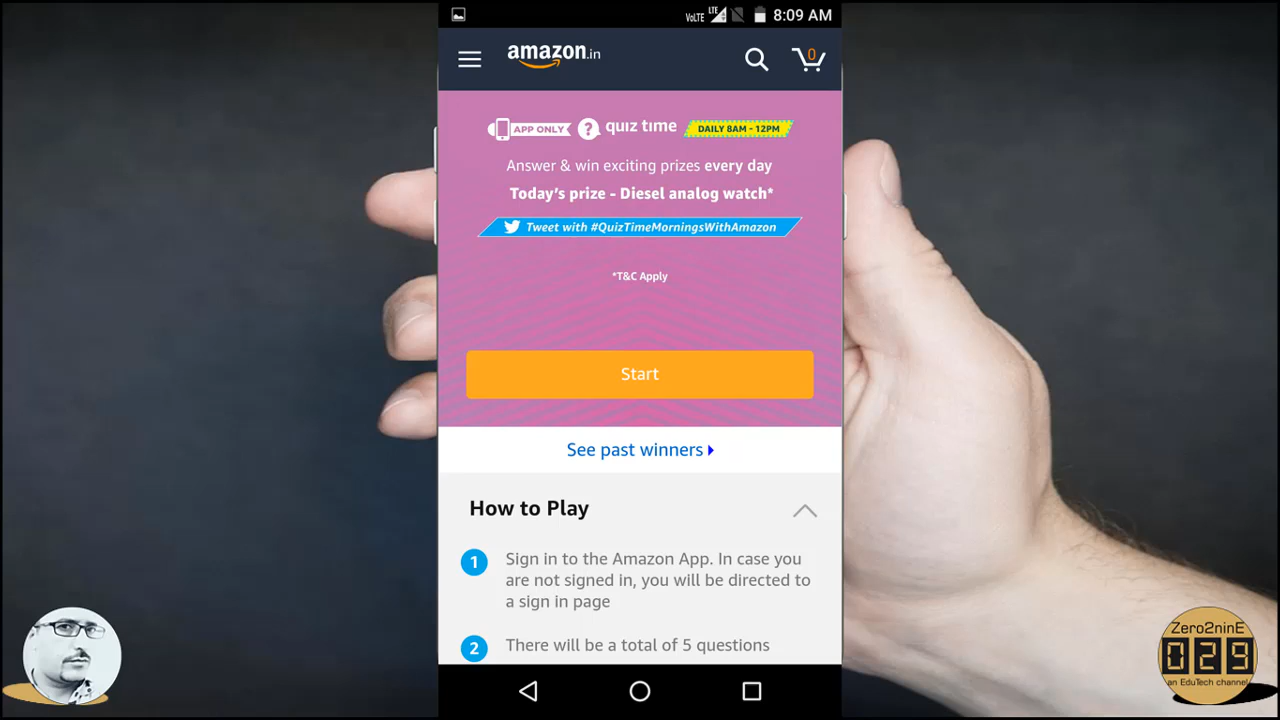 VoLTE LTE 8:09 AM
amazon.in 0
APP ONLY ? quiz time DAILY 8AM - 12PM
Answer & win exciting prizes every day
Today's prize - Diesel analog watch*
Tweet with #QuizTimeMorningsWithAmazon
*T&C Apply
Start
See past winners
How to Play
1 Sign in to the Amazon App. In case you
are not signed in, you will be directed to
a sign in page
2 There will be a total of 5 questions
Zero2ninE
029
an EduTech channel